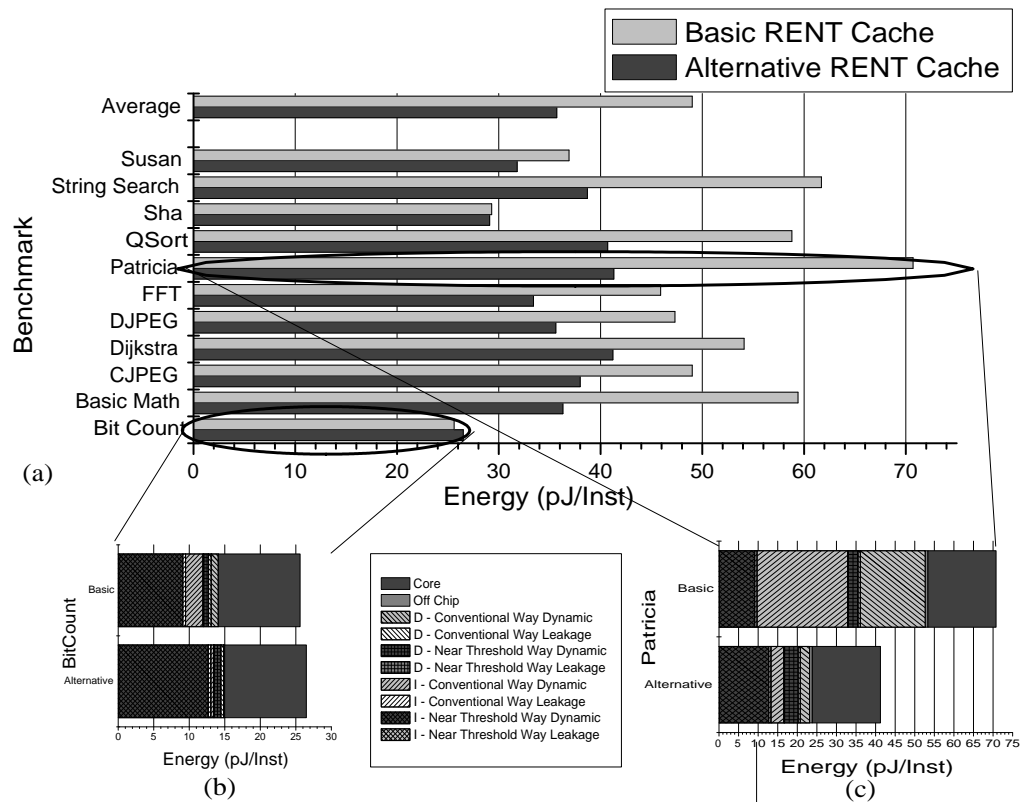 Basic RENT Cache
Alternative RENT Cache
Benchmark
Average
Susan
String Search
Sha
QSort
Patricia
FFT
DJPEG
Dijkstra
CJPEG
Basic Math
Bit Count
0 10 20 30 40 50 60 70
Energy (pJ/Inst)
(a)
BitCount
Basic
Alternative
0 5 10 15 20 25 30
Energy (pJ/Inst)
(b)
Core
Off Chip
D - Conventional Way Dynamic
D - Conventional Way Leakage
D - Near Threshold Way Dynamic
D - Near Threshold Way Leakage
I - Conventional Way Dynamic
I - Conventional Way Leakage
I - Near Threshold Way Dynamic
I - Near Threshold Way Leakage
Patricia
Basic
Alternative
0 5 10 15 20 25 30 35 40 45 50 55 60 65 70 75
Energy (pJ/Inst)
(c)